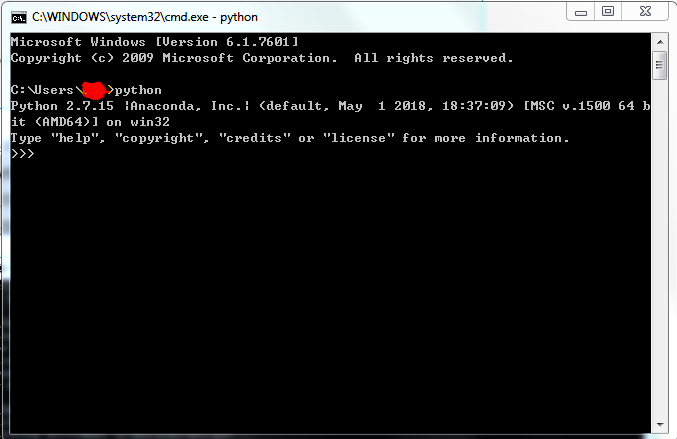 C:\WINDOWS\system32\cmd.exe - python
Microsoft Windows [Version 6.1.7601]
Copyright (c) 2009 Microsoft Corporation.  All rights reserved.
C:\Users\ >python
Python 2.7.15 |Anaconda, Inc.| (default, May  1 2018, 18:37:09) [MSC v.1500 64 b
it (AMD64)] on win32
Type "help", "copyright", "credits" or "license" for more information.
>>>